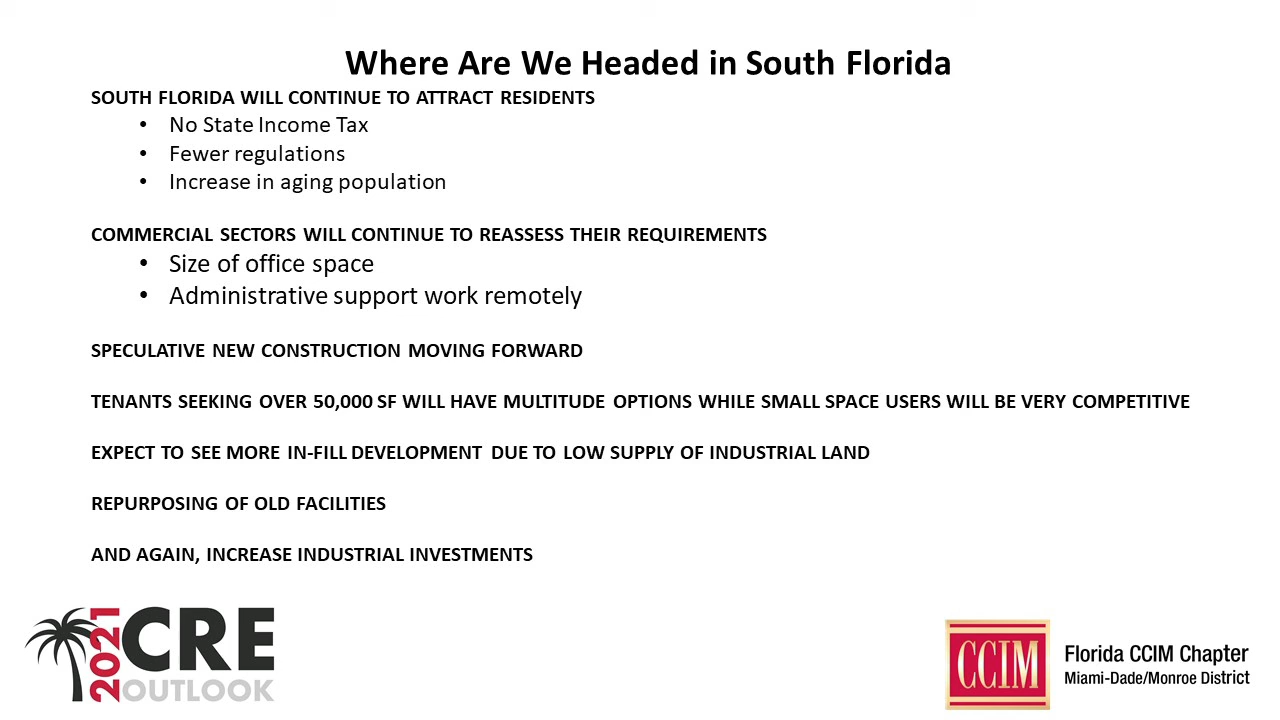 Where Are We Headed in South Florida
SOUTH FLORIDA WILL CONTINUE TO ATTRACT RESIDENTS
• No State Income Tax
• Fewer regulations
• Increase in aging population
COMMERCIAL SECTORS WILL CONTINUE TO REASSESS THEIR REQUIREMENTS
• Size of office space
• Administrative support work remotely
SPECULATIVE NEW CONSTRUCTION MOVING FORWARD
TENANTS SEEKING OVER 50,000 SF WILL HAVE MULTITUDE OPTIONS WHILE SMALL SPACE USERS WILL BE VERY COMPETITIVE
EXPECT TO SEE MORE IN-FILL DEVELOPMENT DUE TO LOW SUPPLY OF INDUSTRIAL LAND
REPURPOSING OF OLD FACILITIES
AND AGAIN, INCREASE INDUSTRIAL INVESTMENTS
2021
CRE
OUTLOOK
CCIM
Florida CCIM Chapter
Miami-Dade/Monroe District